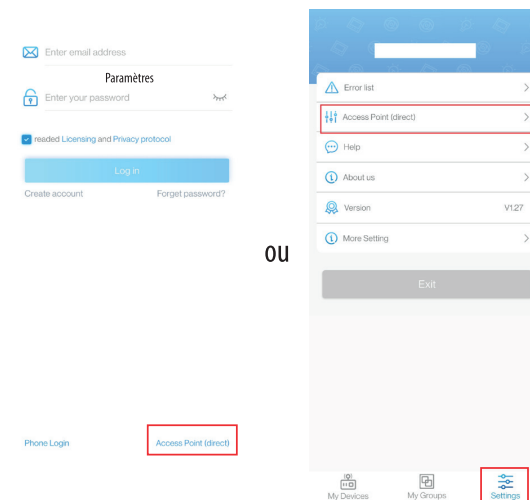 Enter email address
Paramètres
Enter your password
readed Licensing and Privacy protocol
Log in
Create account Forget password?
Phone Login Access Point (direct)
ou
Error list
Access Point (direct)
Help
About us
Version V1.27
More Setting
Exit
My Devices My Groups Settings